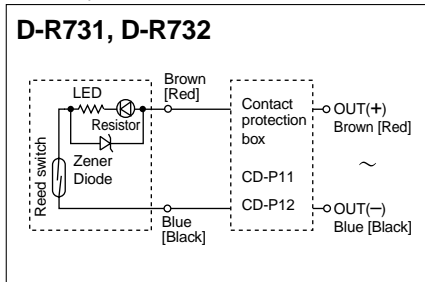 D-R731, D-R732
LED
Resistor
Zener
Diode
Reed switch
Brown
[Red]
Blue
[Black]
Contact
protection
box
CD-P11
CD-P12
OUT(+)
Brown [Red]
~
OUT(−)
Blue [Black]